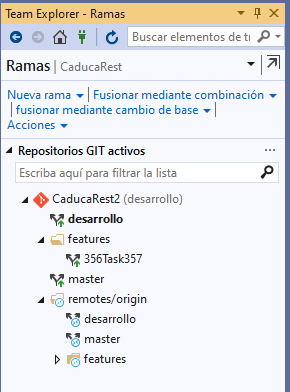 Team Explorer - Ramas
Buscar elementos de tr
Ramas | CaducaRest
Nueva rama | Fusionar mediante combinación
| fusionar mediante cambio de base |
Acciones
Repositorios GIT activos ...
Escriba aquí para filtrar la lista
CaducaRest2 (desarrollo)
desarrollo
features
356Task357
master
remotes/origin
desarrollo
master
features